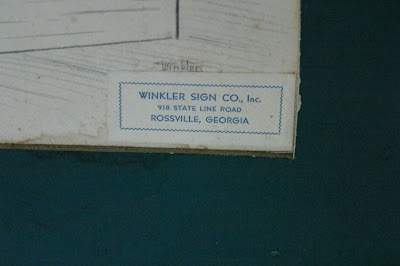 winkler
WINKLER SIGN CO., Inc.
918 STATE LINE ROAD
ROSSVILLE, GEORGIA